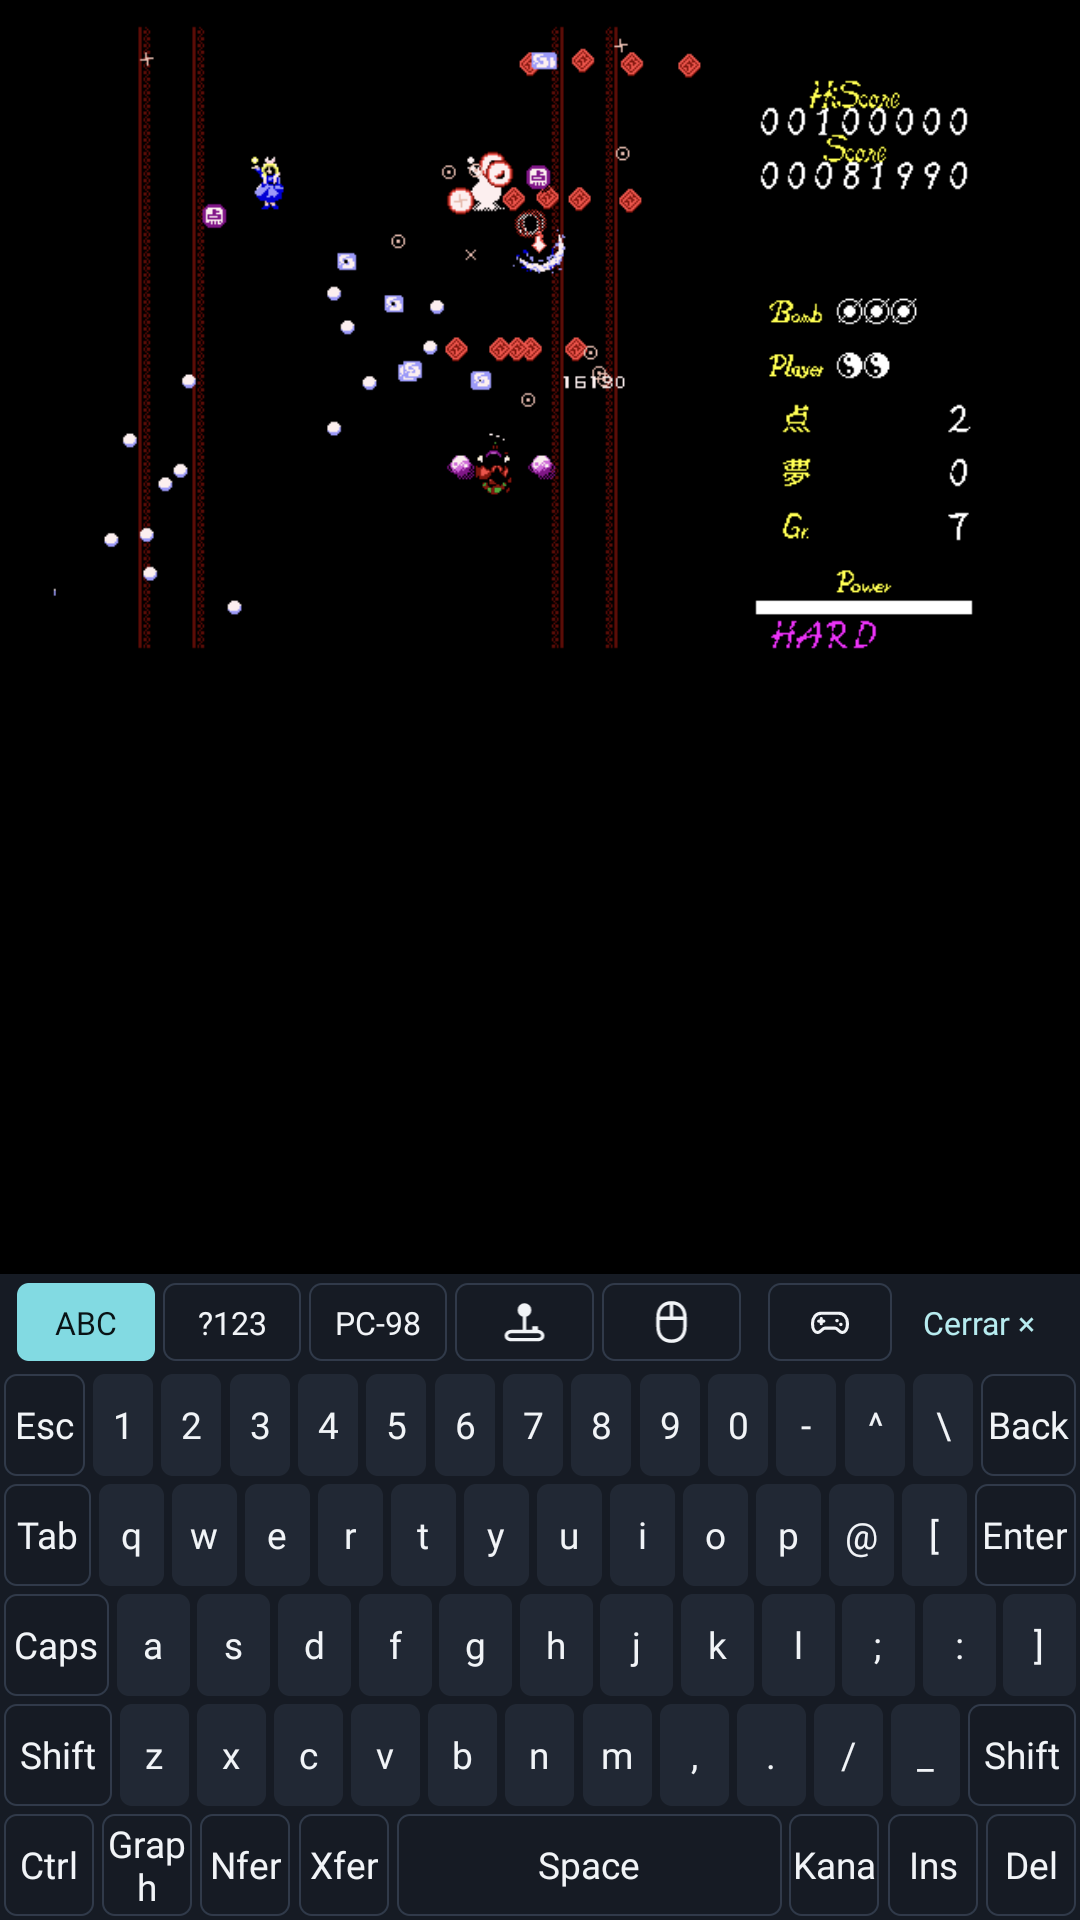 HiScore
00100000
Score
00081990
Bomb
Player
点 2
夢 0
Gr. 7
Power
HARD
ABC ?123 PC-98 Cerrar ×
Esc 1 2 3 4 5 6 7 8 9 0 - ^ \ Back
Tab q w e r t y u i o p @ [ Enter
Caps a s d f g h j k l ; : ]
Shift z x c v b n m , . / _ Shift
Ctrl Graph Nfer Xfer Space Kana Ins Del